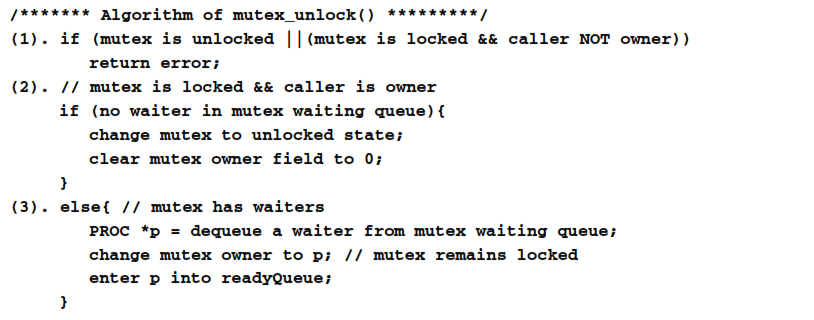 /******* Algorithm of mutex_unlock() *********/
(1). if (mutex is unlocked ||(mutex is locked && caller NOT owner))
        return error;
(2). // mutex is locked && caller is owner
     if (no waiter in mutex waiting queue){
        change mutex to unlocked state;
        clear mutex owner field to 0;
     }
(3). else{ // mutex has waiters
        PROC *p = dequeue a waiter from mutex waiting queue;
        change mutex owner to p; // mutex remains locked
        enter p into readyQueue;
     }